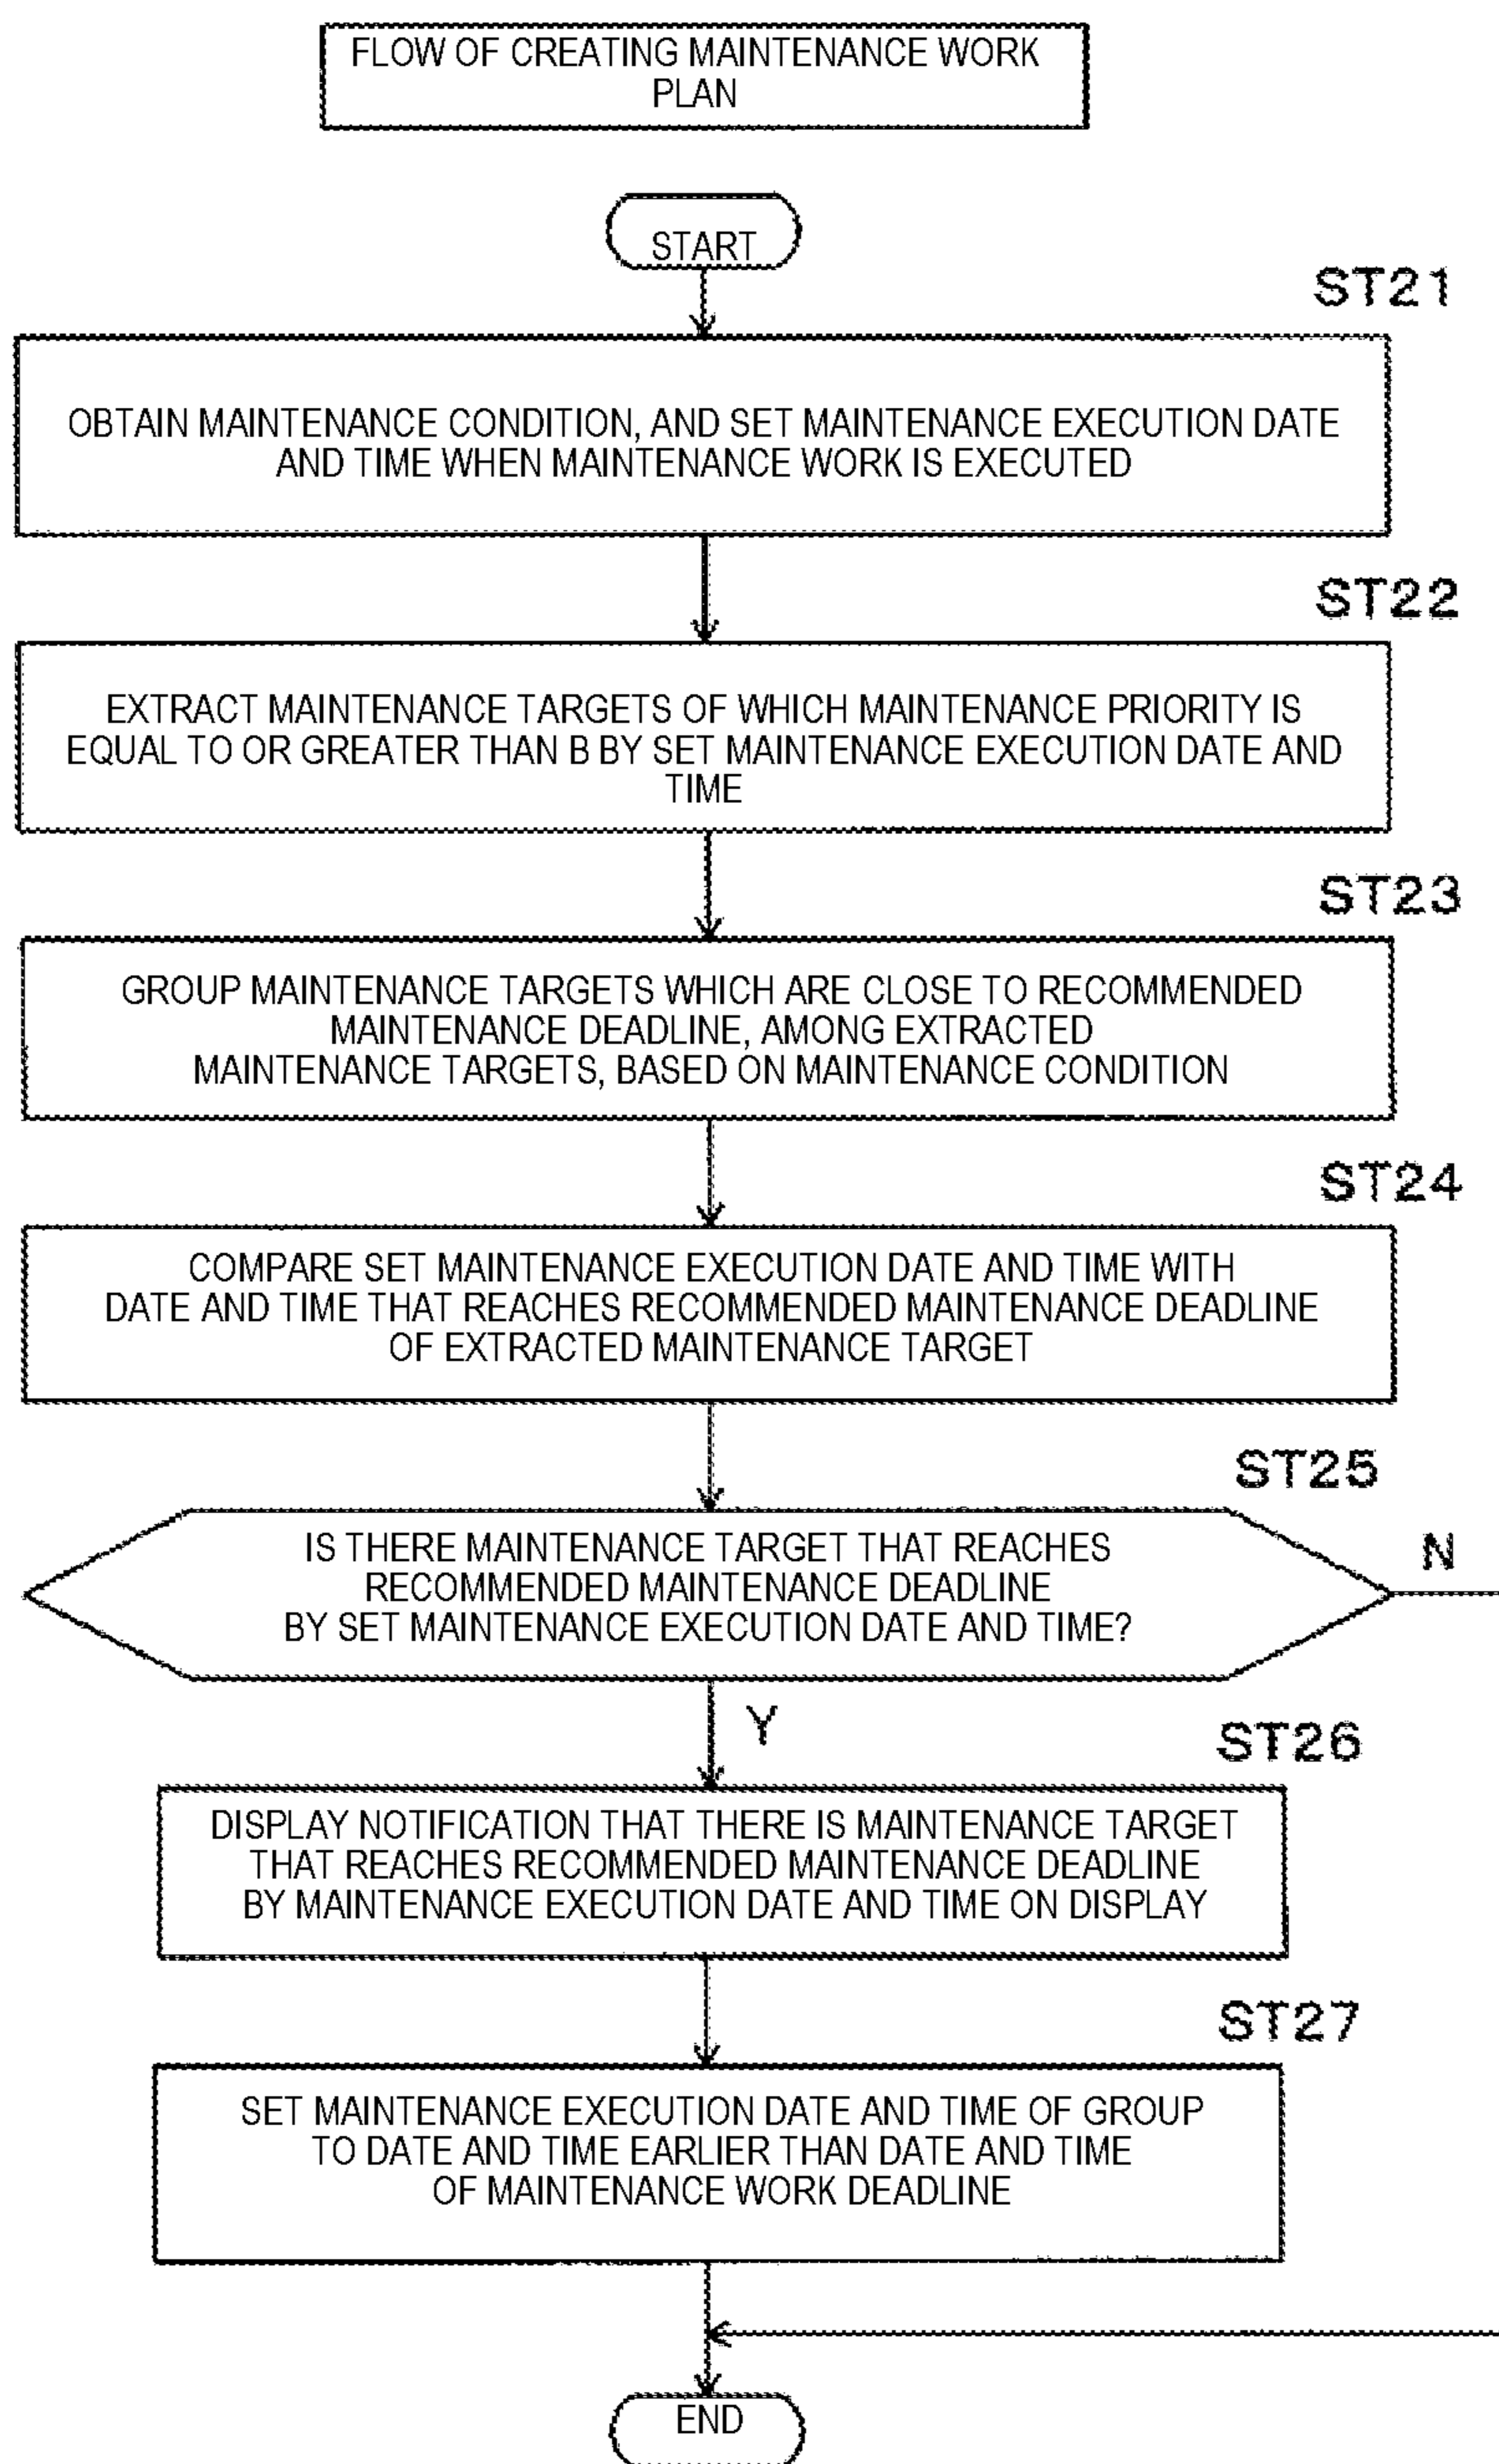 FLOW OF CREATING MAINTENANCE WORK
PLAN
START
ST21
OBTAIN MAINTENANCE CONDITION, AND SET MAINTENANCE EXECUTION DATE
AND TIME WHEN MAINTENANCE WORK IS EXECUTED
ST22
EXTRACT MAINTENANCE TARGETS OF WHICH MAINTENANCE PRIORITY IS
EQUAL TO OR GREATER THAN B BY SET MAINTENANCE EXECUTION DATE AND
TIME
ST23
GROUP MAINTENANCE TARGETS WHICH ARE CLOSE TO RECOMMENDED
MAINTENANCE DEADLINE, AMONG EXTRACTED
MAINTENANCE TARGETS, BASED ON MAINTENANCE CONDITION
ST24
COMPARE SET MAINTENANCE EXECUTION DATE AND TIME WITH
DATE AND TIME THAT REACHES RECOMMENDED MAINTENANCE DEADLINE
OF EXTRACTED MAINTENANCE TARGET
ST25
IS THERE MAINTENANCE TARGET THAT REACHES
RECOMMENDED MAINTENANCE DEADLINE
BY SET MAINTENANCE EXECUTION DATE AND TIME?
N
Y
ST26
DISPLAY NOTIFICATION THAT THERE IS MAINTENANCE TARGET
THAT REACHES RECOMMENDED MAINTENANCE DEADLINE
BY MAINTENANCE EXECUTION DATE AND TIME ON DISPLAY
ST27
SET MAINTENANCE EXECUTION DATE AND TIME OF GROUP
TO DATE AND TIME EARLIER THAN DATE AND TIME
OF MAINTENANCE WORK DEADLINE
END